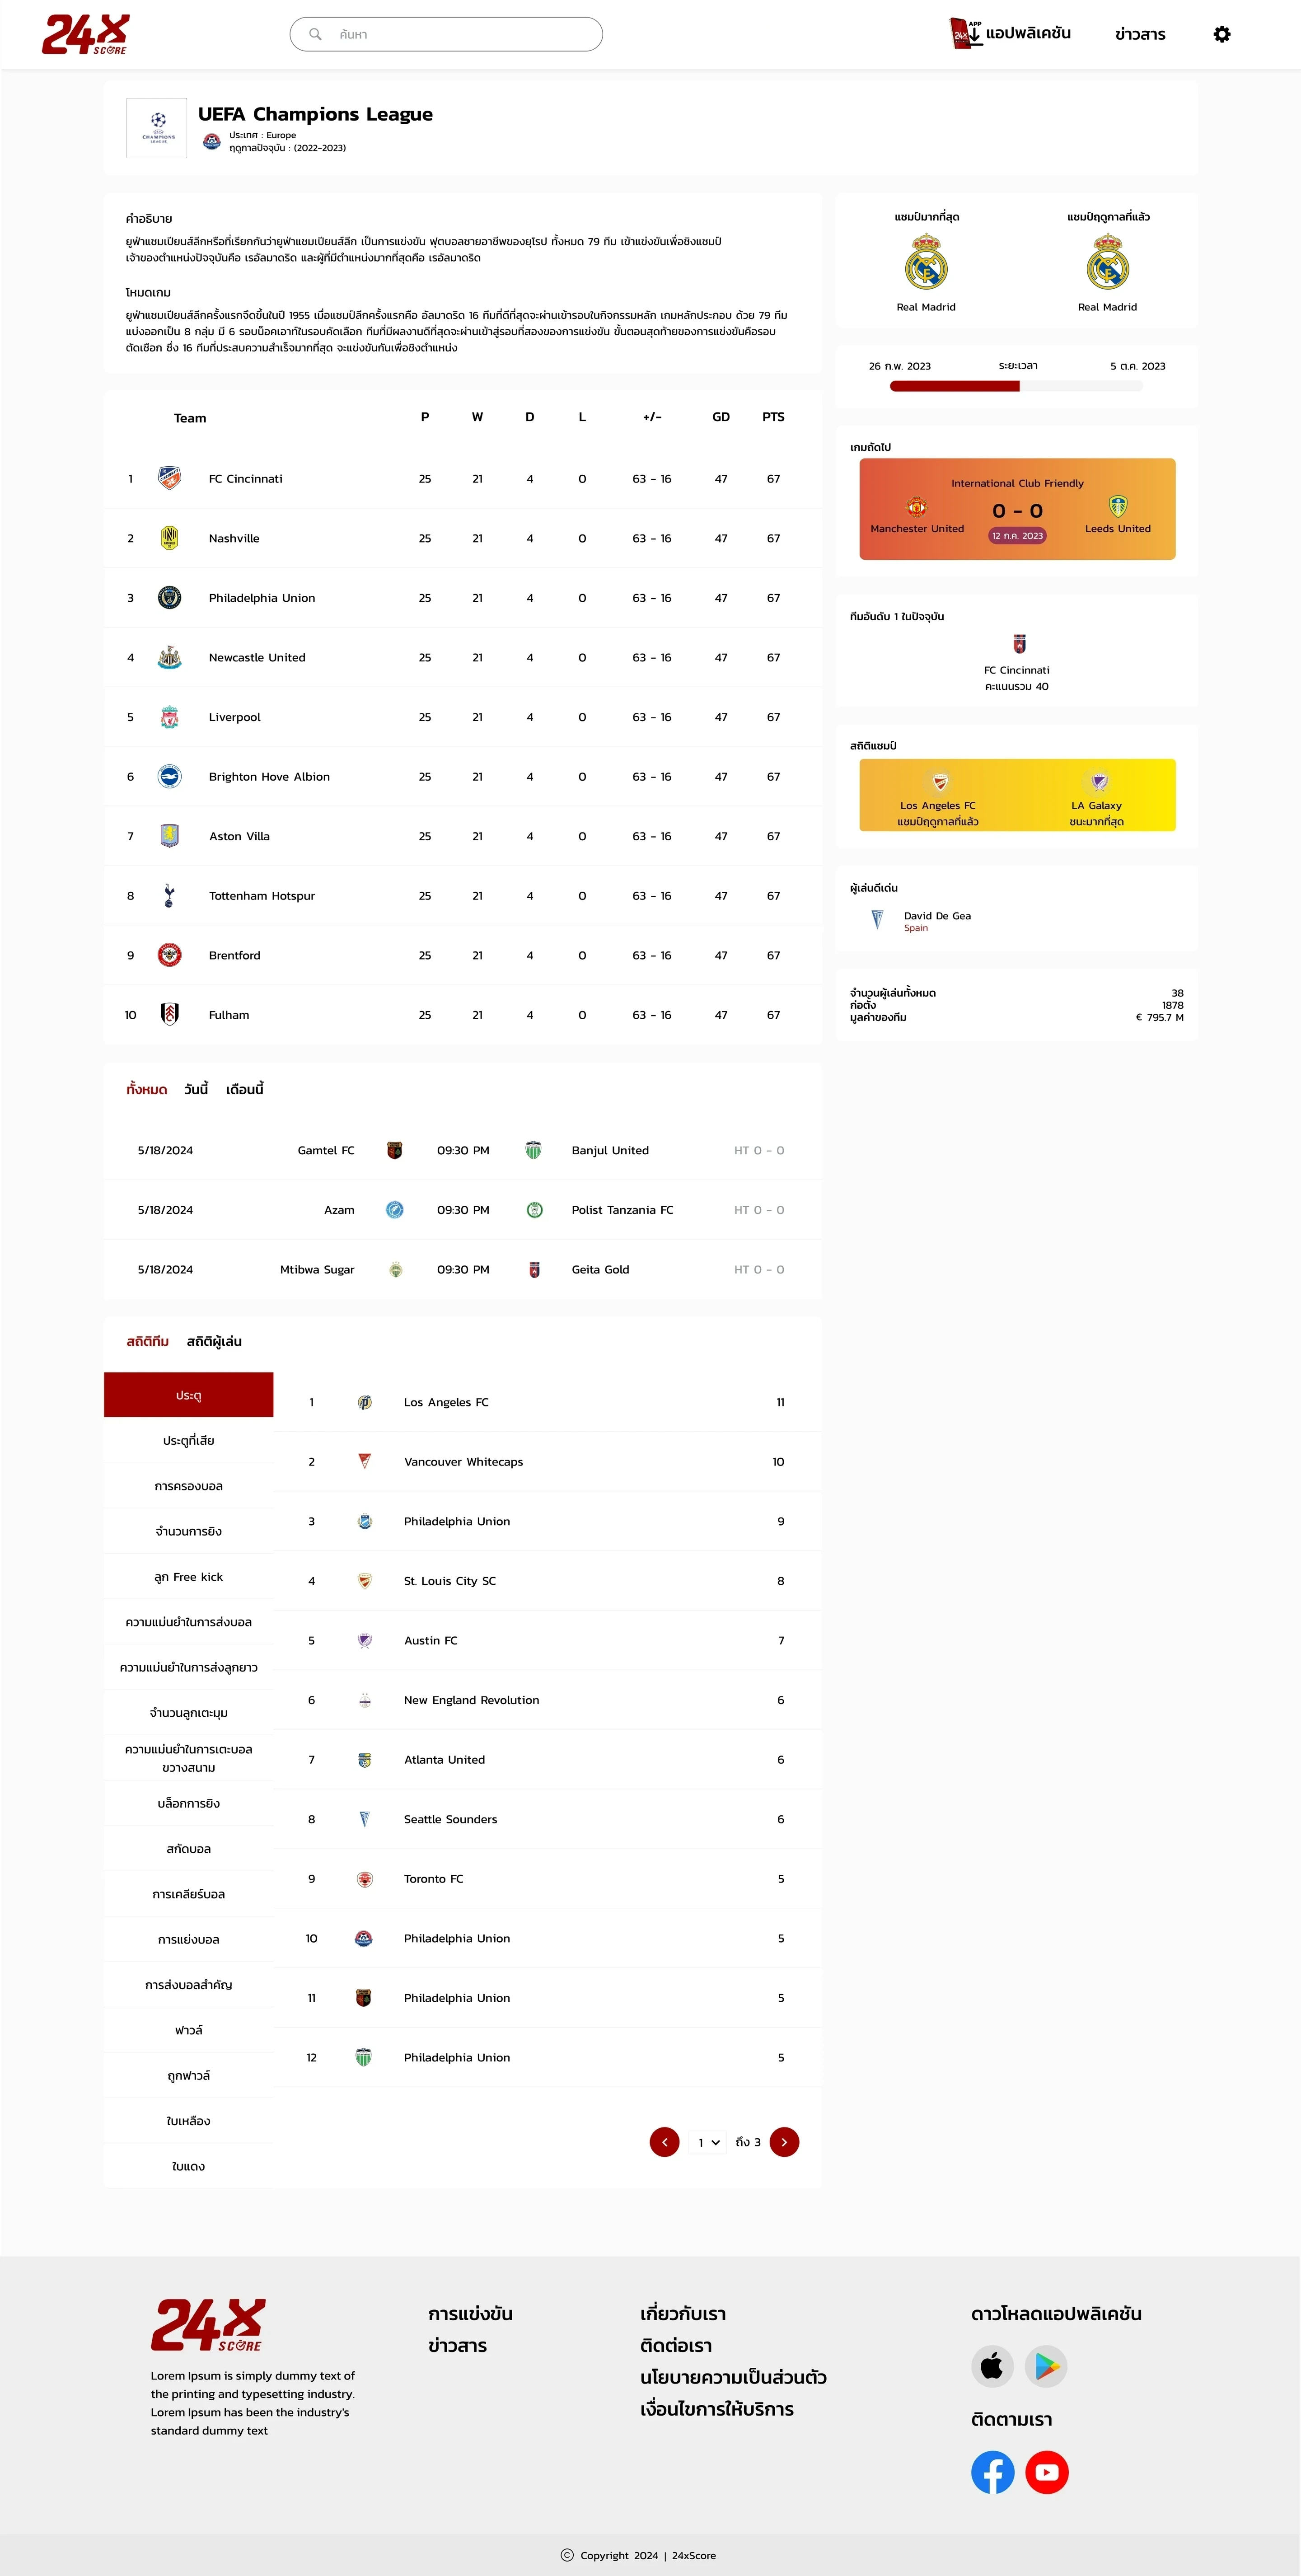 24X
SCORE
ค้นหา
APP
24X
แอปพลิเคชัน
ข่าวสาร
CHAMPIONS
LEAGUE
UEFA Champions League
ประเทศ : Europe
ฤดูกาลปัจจุบัน : (2022-2023)
คำอธิบาย
ยูฟ่าแชมเปียนส์ลีกหรือที่เรียกกันว่ายูฟ่าแชมเปียนส์ลีก เป็นการแข่งขัน ฟุตบอลชายอาชีพของยุโรป ทั้งหมด 79 ทีม เข้าแข่งขันเพื่อชิงแชมป์
เจ้าของตำแหน่งปัจจุบันคือ เรอัลมาดริด และผู้ที่มีตำแหน่งมากที่สุดคือ เรอัลมาดริด
โหมดเกม
ยูฟ่าแชมเปียนส์ลีกครั้งแรกจัดขึ้นในปี 1955 เมื่อแชมป์ลีกครั้งแรกคือ อัลมาดริด 16 ทีมที่ดีที่สุดจะผ่านเข้ารอบในกิจกรรมหลัก เกมหลักประกอบ ด้วย 79 ทีม
แบ่งออกเป็น 8 กลุ่ม มี 6 รอบน็อคเอาท์ในรอบคัดเลือก ทีมที่มีผลงานดีที่สุดจะผ่านเข้าสู่รอบที่สองของการแข่งขัน ขั้นตอนสุดท้ายของการแข่งขันคือรอบ
ตัดเชือก ซึ่ง 16 ทีมที่ประสบความสำเร็จมากที่สุด จะแข่งขันกันเพื่อชิงตำแหน่ง
แชมป์มากที่สุด
แชมป์ฤดูกาลที่แล้ว
Real Madrid
Real Madrid
26 ก.พ. 2023 ระยะเวลา 5 ต.ค. 2023
เกมถัดไป
International Club Friendly
0 - 0
Manchester United
Leeds United
12 ก.ค. 2023
ทีมอันดับ 1 ในปัจจุบัน
FC Cincinnati
คะแนนรวม 40
สถิติแชมป์
Los Angeles FC
แชมป์ฤดูกาลที่แล้ว
LA Galaxy
ชนะมากที่สุด
ผู้เล่นดีเด่น
David De Gea
Spain
จำนวนผู้เล่นทั้งหมด 38
ก่อตั้ง 1878
มูลค่าของทีม € 795.7 M
Team P W D L +/- GD PTS
1 FC Cincinnati 25 21 4 0 63 - 16 47 67
2 Nashville 25 21 4 0 63 - 16 47 67
3 Philadelphia Union 25 21 4 0 63 - 16 47 67
4 Newcastle United 25 21 4 0 63 - 16 47 67
5 Liverpool 25 21 4 0 63 - 16 47 67
6 Brighton Hove Albion 25 21 4 0 63 - 16 47 67
7 Aston Villa 25 21 4 0 63 - 16 47 67
8 Tottenham Hotspur 25 21 4 0 63 - 16 47 67
9 Brentford 25 21 4 0 63 - 16 47 67
10 Fulham 25 21 4 0 63 - 16 47 67
ทั้งหมด วันนี้ เดือนนี้
5/18/2024 Gamtel FC 09:30 PM Banjul United HT 0 - 0
5/18/2024 Azam 09:30 PM Polist Tanzania FC HT 0 - 0
5/18/2024 Mtibwa Sugar 09:30 PM Geita Gold HT 0 - 0
สถิติทีม สถิติผู้เล่น
ประตู
ประตูที่เสีย
การครองบอล
จำนวนการยิง
ลูก Free kick
ความแม่นยำในการส่งบอล
ความแม่นยำในการส่งลูกยาว
จำนวนลูกเตะมุม
ความแม่นยำในการเตะบอล
ขวางสนาม
บล็อกการยิง
สกัดบอล
การเคลียร์บอล
การแย่งบอล
การส่งบอลสำคัญ
ฟาวล์
ถูกฟาวล์
ใบเหลือง
ใบแดง
1 Los Angeles FC 11
2 Vancouver Whitecaps 10
3 Philadelphia Union 9
4 St. Louis City SC 8
5 Austin FC 7
6 New England Revolution 6
7 Atlanta United 6
8 Seattle Sounders 6
9 Toronto FC 5
10 Philadelphia Union 5
11 Philadelphia Union 5
12 Philadelphia Union 5
1 ถึง 3
24X
SCORE
Lorem Ipsum is simply dummy text of
the printing and typesetting industry.
Lorem Ipsum has been the industry's
standard dummy text
การแข่งขัน
ข่าวสาร
เกี่ยวกับเรา
ติดต่อเรา
นโยบายความเป็นส่วนตัว
เงื่อนไขการให้บริการ
ดาวโหลดแอปพลิเคชัน
ติดตามเรา
© Copyright 2024 | 24xScore